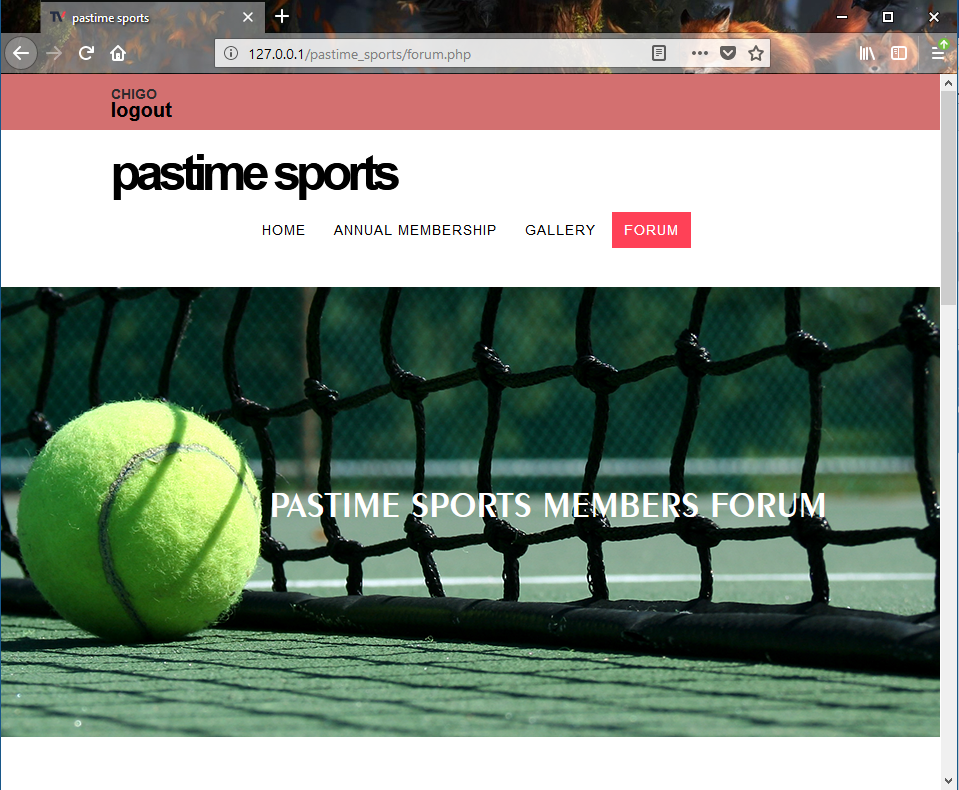 pastime sports
127.0.0.1/pastime_sports/forum.php
CHIGO
logout
pastime sports
HOME ANNUAL MEMBERSHIP GALLERY FORUM
PASTIME SPORTS MEMBERS FORUM